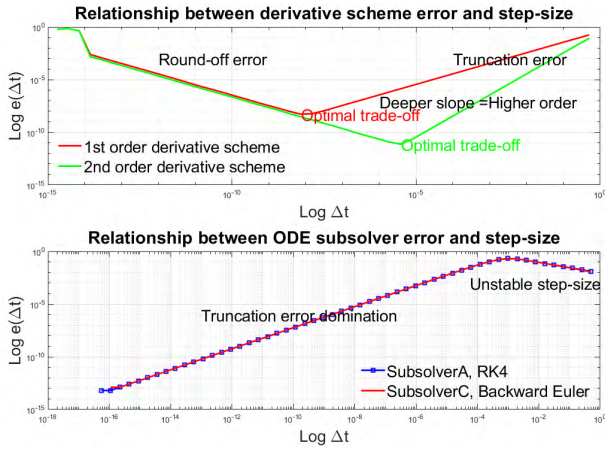 Relationship between derivative scheme error and step-size
10^0
Round-off error
Truncation error
10^-5
Deeper slope =Higher order
Optimal trade-off
10^-10
Optimal trade-off
1st order derivative scheme
2nd order derivative scheme
10^-15
10^-15
10^-10
10^-5
10^0
Log e(Δt)
Log Δt
Relationship between ODE subsolver error and step-size
10^0
Unstable step-size
10^-5
Truncation error domination
10^-10
SubsolverA, RK4
SubsolverC, Backward Euler
10^-15
10^-18
10^-16
10^-14
10^-12
10^-10
10^-8
10^-6
10^-4
10^-2
10^0
Log e(Δt)
Log Δt